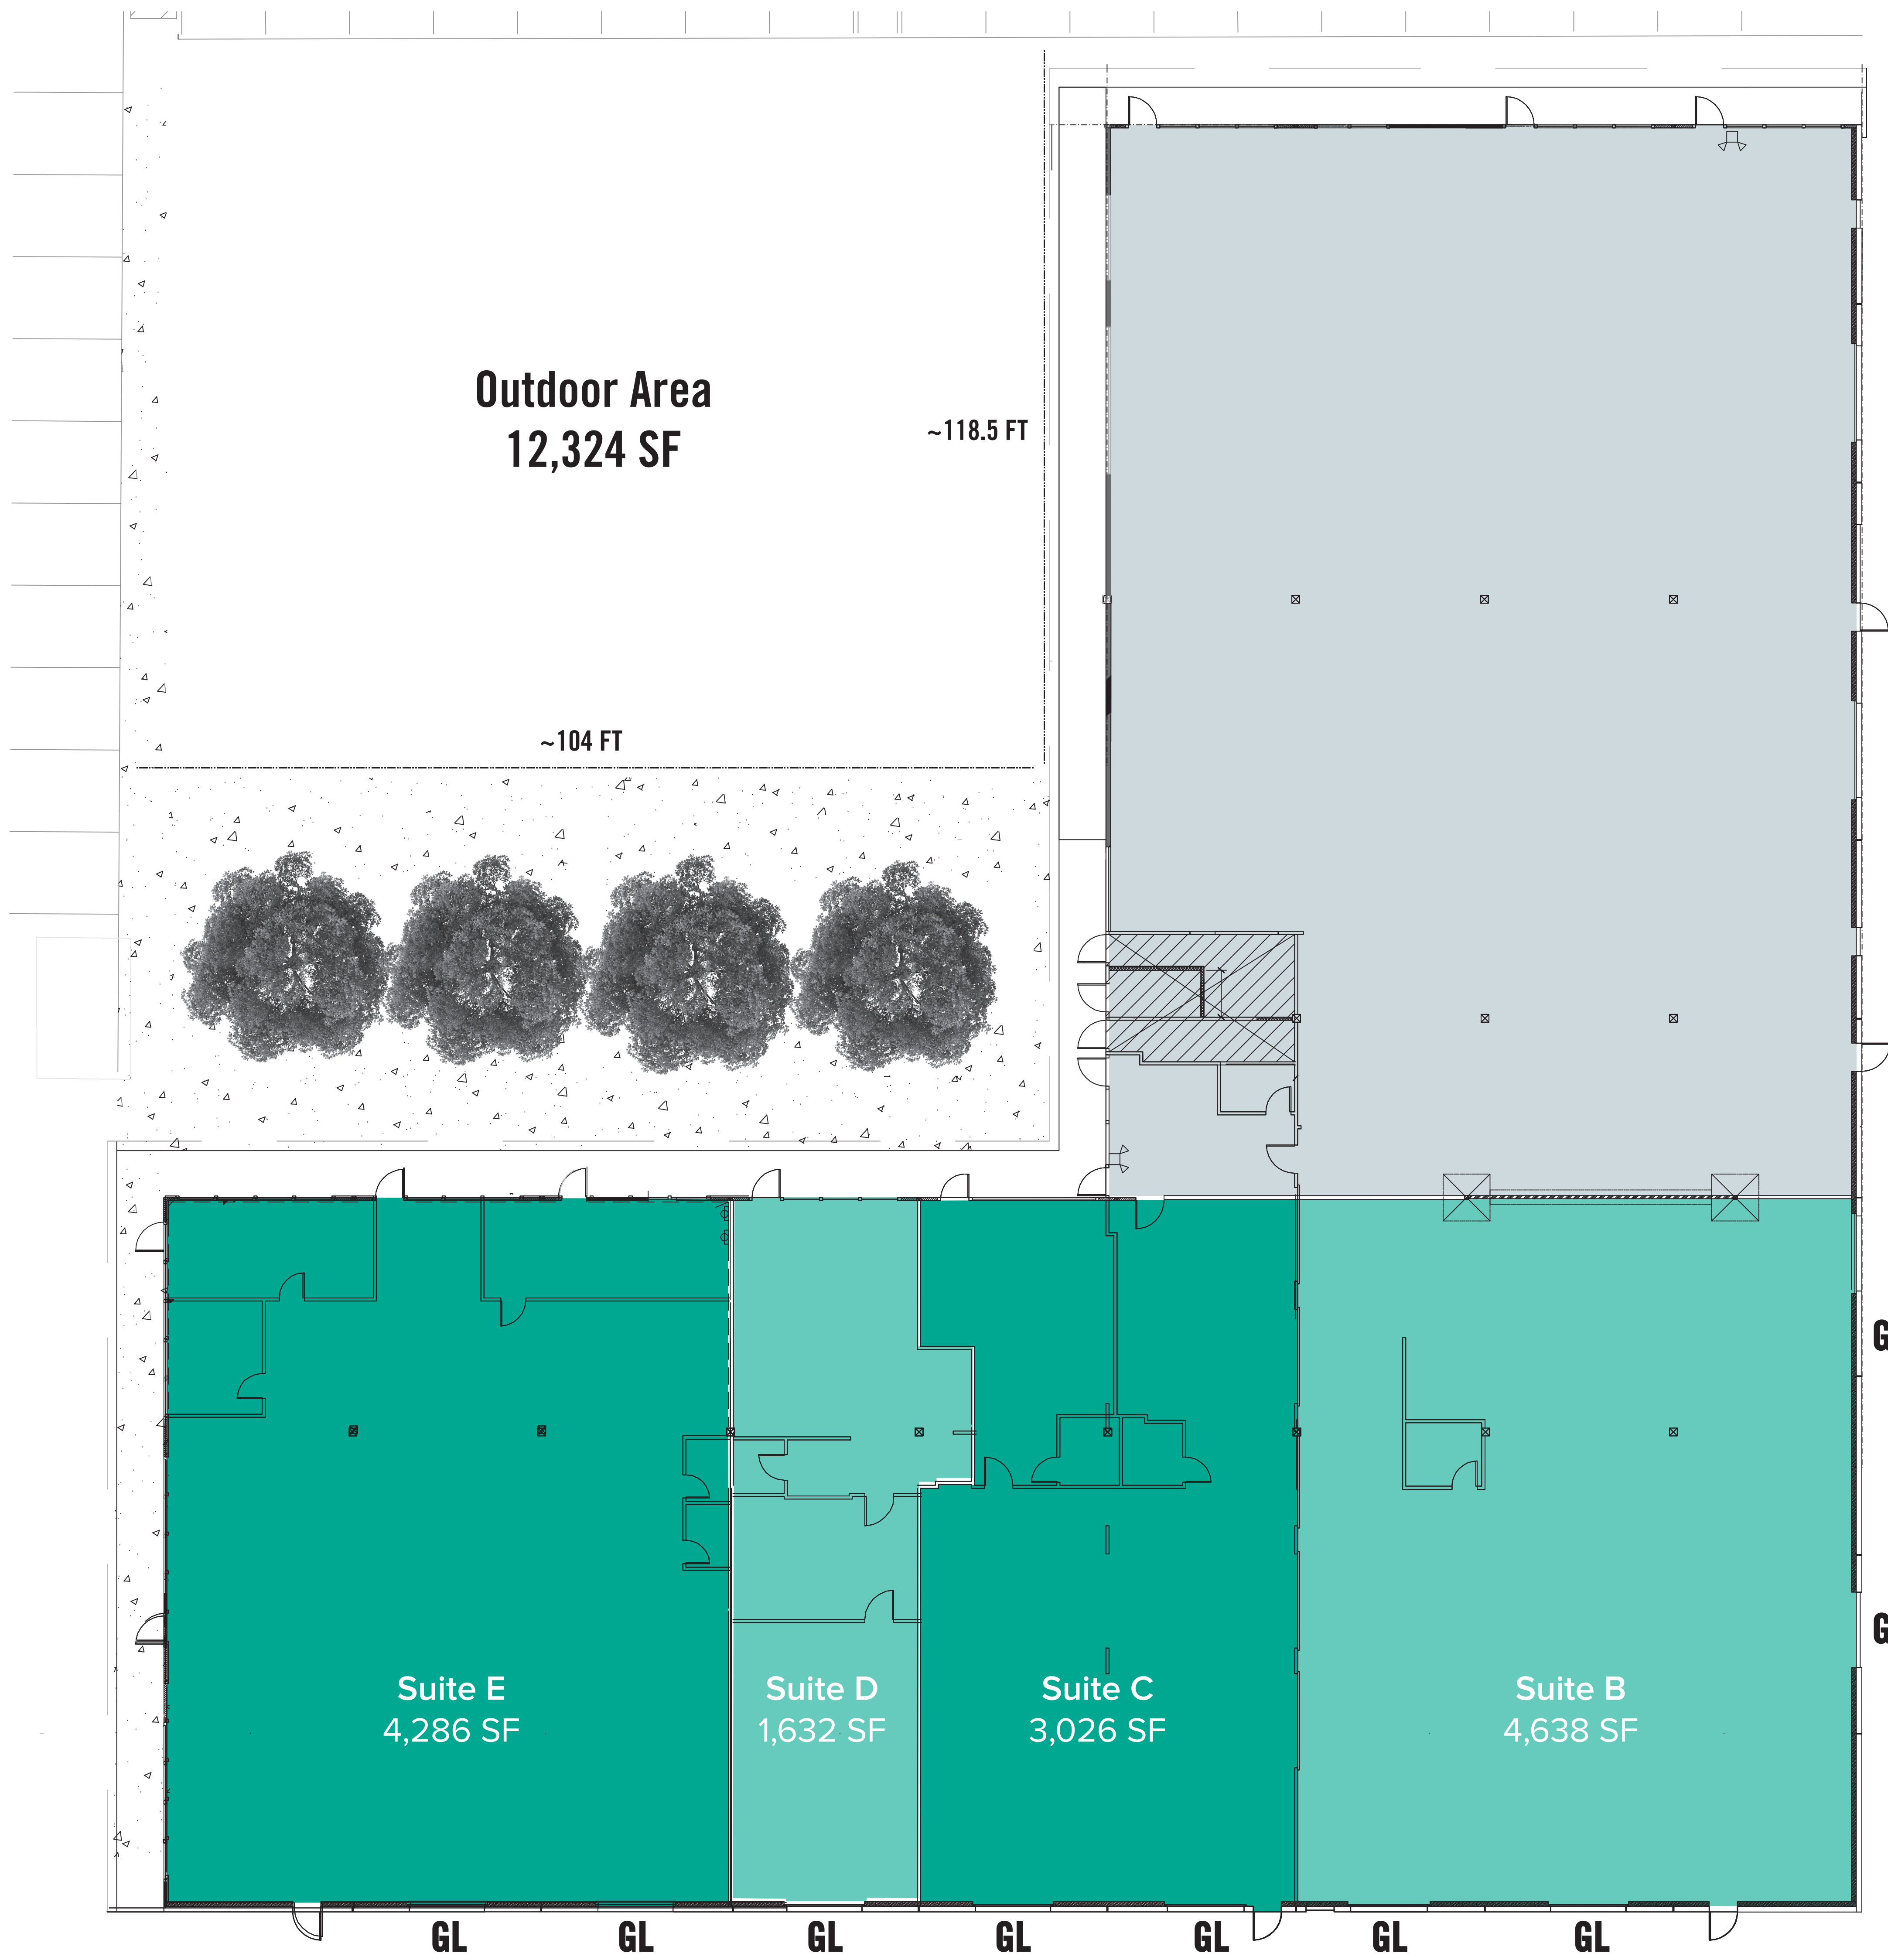 Outdoor Area
12,324 SF
~118.5 FT
~104 FT
G
G
Suite E
4,286 SF
Suite D
1,632 SF
Suite C
3,026 SF
Suite B
4,638 SF
GL GL GL GL GL GL GL